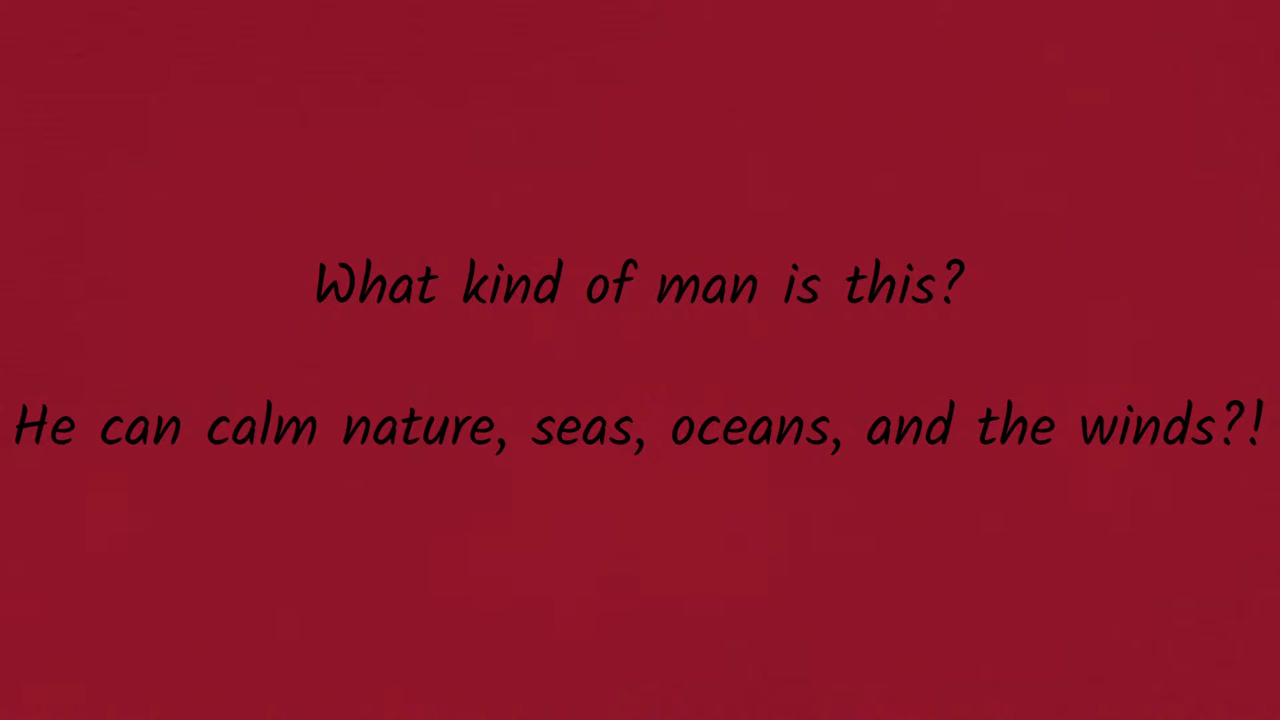 What kind of man is this?
He can calm nature, seas, oceans, and the winds?!